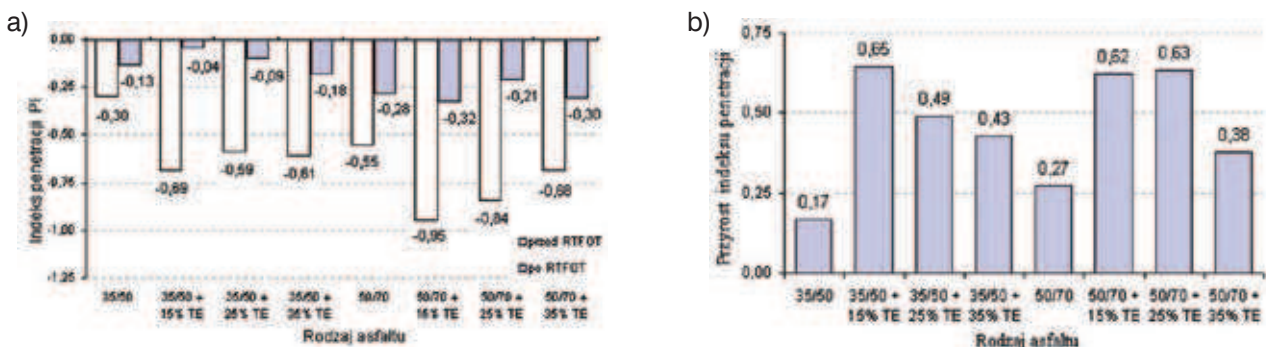 a)
Indeks penetracji PI
0,00
-0,25
-0,50
-0,75
-1,00
-1,25
-0,30
-0,13
-0,69
-0,04
-0,59
-0,09
-0,61
-0,18
-0,55
-0,28
-0,95
-0,32
-0,84
-0,21
-0,68
-0,30
przed RTFOT
po RTFOT
35/50
35/50 +
15% TE
35/50 +
25% TE
35/50 +
35% TE
50/70
50/70 +
15% TE
50/70 +
25% TE
50/70 +
35% TE
Rodzaj asfaltu
b)
Przyrost indeksu penetracji
0,75
0,50
0,25
0,00
0,17
0,65
0,49
0,43
0,27
0,62
0,63
0,38
35/50
35/50 +
15% TE
35/50 +
25% TE
35/50 +
35% TE
50/70
50/70 +
15% TE
50/70 +
25% TE
50/70 +
35% TE
Rodzaj asfaltu